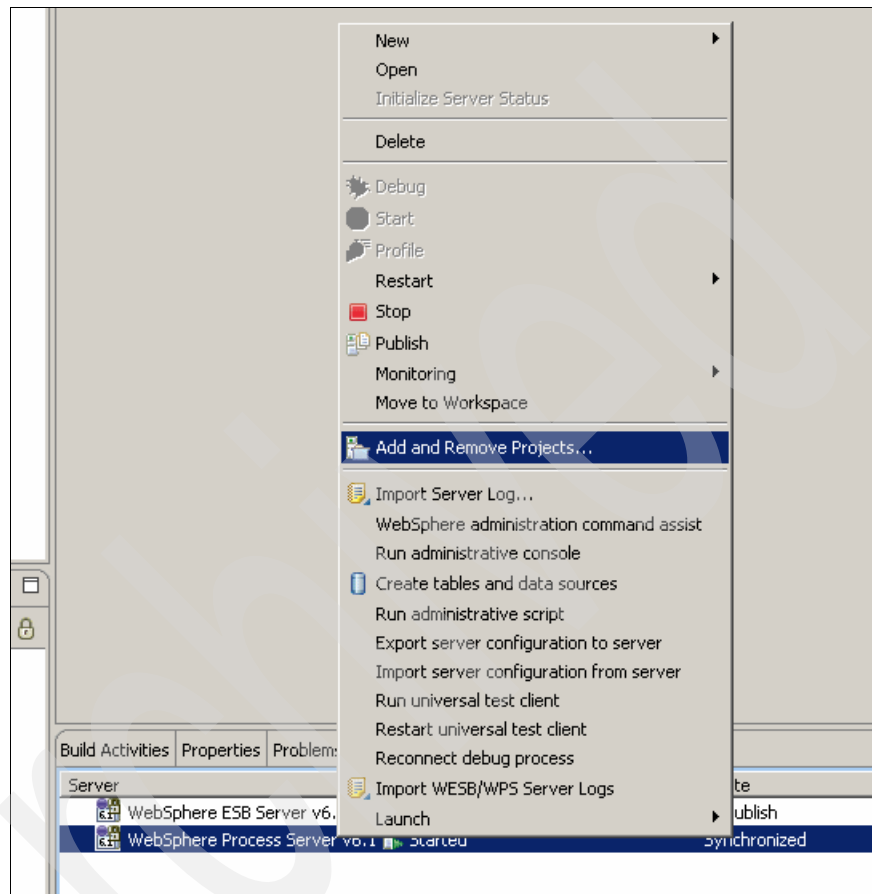 New
Open
Initialize Server Status
Delete
Debug
Start
Profile
Restart
Stop
Publish
Monitoring
Move to Workspace
Add and Remove Projects...
Import Server Log...
WebSphere administration command assist
Run administrative console
Create tables and data sources
Run administrative script
Export server configuration to server
Import server configuration from server
Run universal test client
Restart universal test client
Reconnect debug process
Import WESB/WPS Server Logs
Launch
Build Activities Properties Problem
Server te
WebSphere ESB Server v6. ublish
WebSphere Process Server v6.1 Started Synchronized